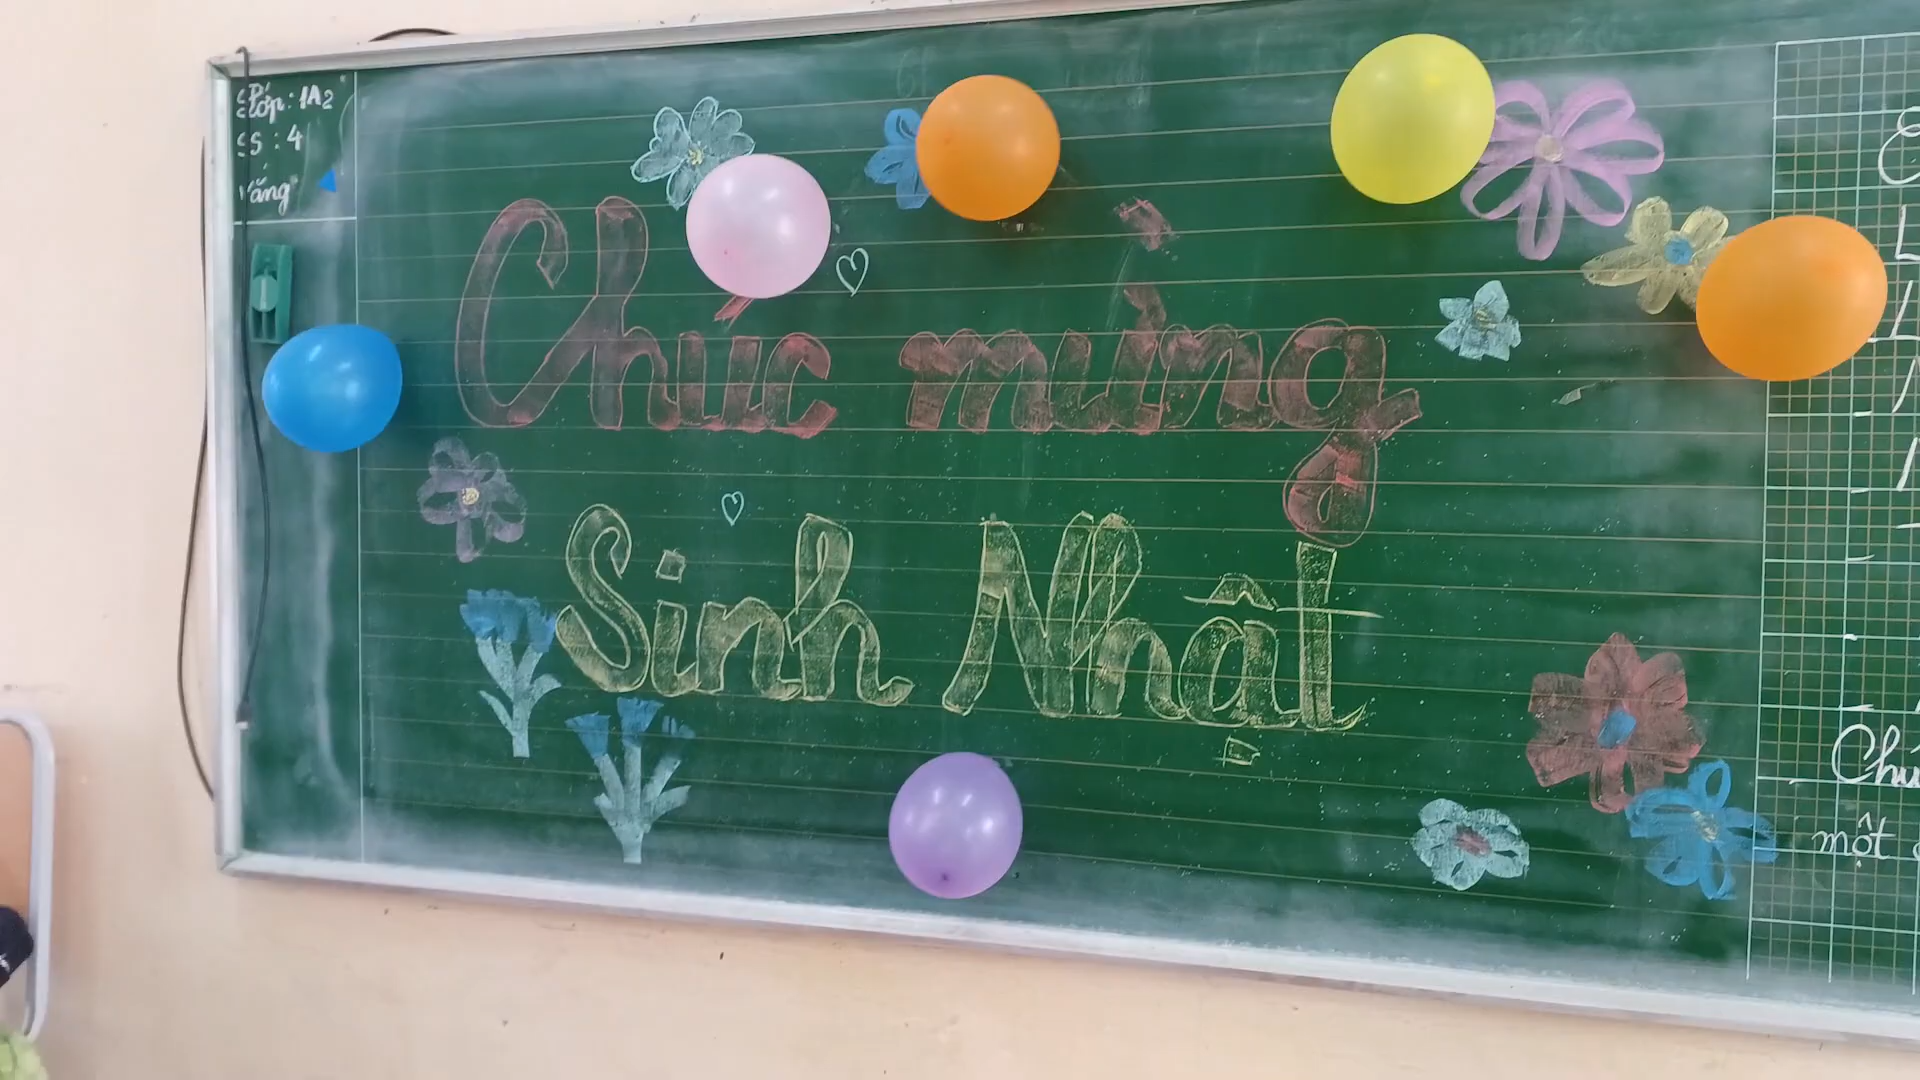 Lớp: 1A2
SS: 4
Vắng
Chúc mừng
Sinh Nhật
một